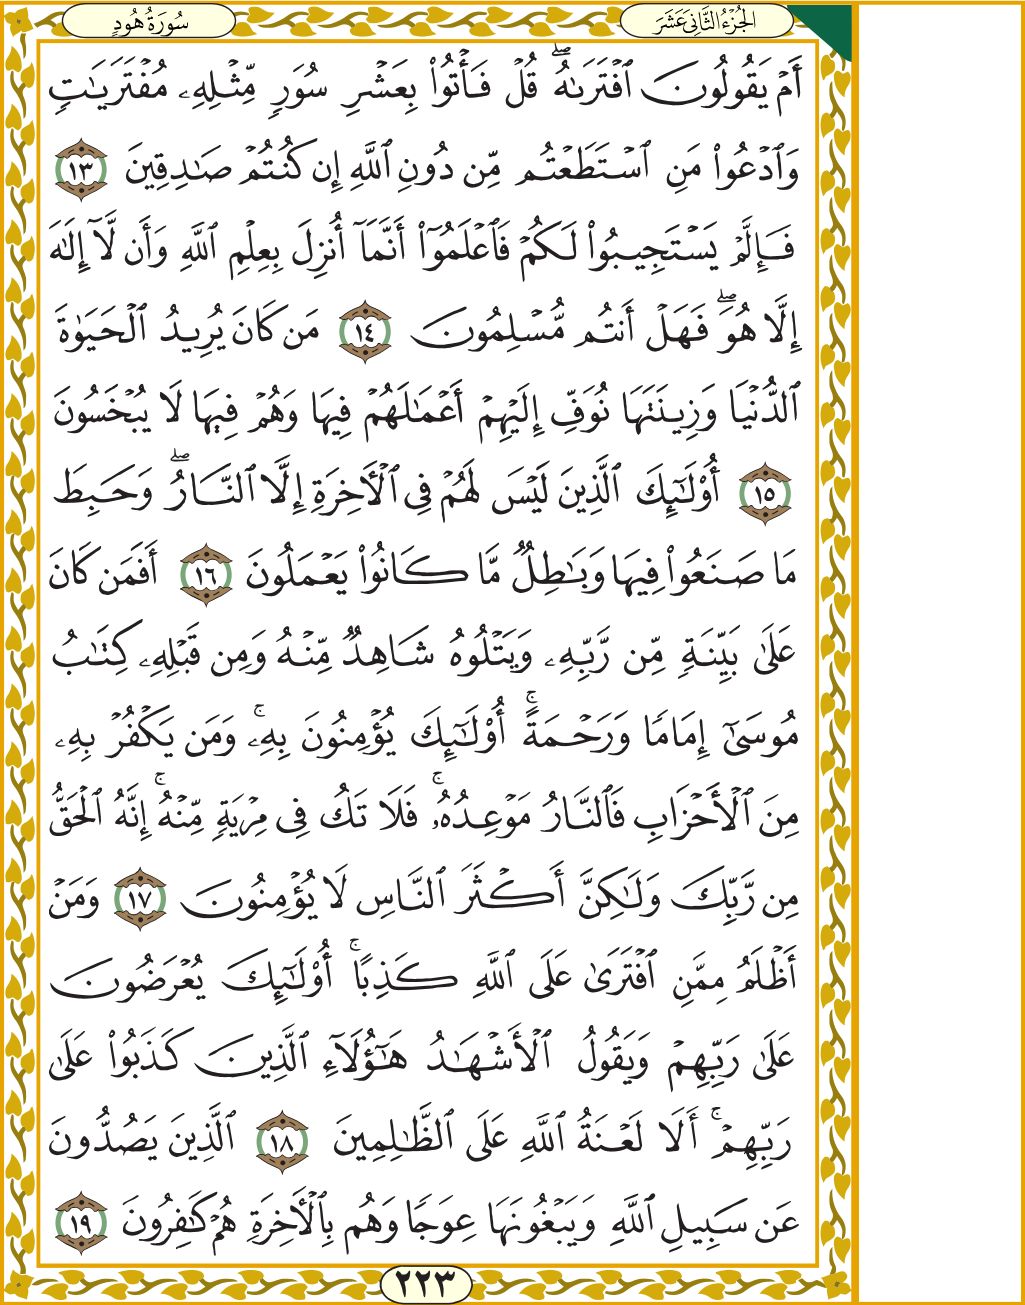 الجُزْءُ الثَّانِيَ عَشَرَ
سُورَةُ هُودٍ
أَمۡ يَقُولُونَ ٱفۡتَرَىٰهُۖ قُلۡ فَأۡتُواْ بِعَشۡرِ سُوَرٖ مِّثۡلِهِۦ مُفۡتَرَيَٰتٖ
وَٱدۡعُواْ مَنِ ٱسۡتَطَعۡتُم مِّن دُونِ ٱللَّهِ إِن كُنتُمۡ صَٰدِقِينَ ١٣
فَإِلَّمۡ يَسۡتَجِيبُواْ لَكُمۡ فَٱعۡلَمُوٓاْ أَنَّمَآ أُنزِلَ بِعِلۡمِ ٱللَّهِ وَأَن لَّآ إِلَٰهَ
إِلَّا هُوَۖ فَهَلۡ أَنتُم مُّسۡلِمُونَ ١٤ مَن كَانَ يُرِيدُ ٱلۡحَيَوٰةَ
ٱلدُّنۡيَا وَزِينَتَهَا نُوَفِّ إِلَيۡهِمۡ أَعۡمَٰلَهُمۡ فِيهَا وَهُمۡ فِيهَا لَا يُبۡخَسُونَ
١٥ أُوْلَٰٓئِكَ ٱلَّذِينَ لَيۡسَ لَهُمۡ فِي ٱلۡأٓخِرَةِ إِلَّا ٱلنَّارُۖ وَحَبِطَ
مَا صَنَعُواْ فِيهَا وَبَٰطِلٞ مَّا كَانُواْ يَعۡمَلُونَ ١٦ أَفَمَن كَانَ
عَلَىٰ بَيِّنَةٖ مِّن رَّبِّهِۦ وَيَتۡلُوهُ شَاهِدٞ مِّنۡهُ وَمِن قَبۡلِهِۦ كِتَٰبُ
مُوسَىٰٓ إِمَامٗا وَرَحۡمَةًۚ أُوْلَٰٓئِكَ يُؤۡمِنُونَ بِهِۦۚ وَمَن يَكۡفُرۡ بِهِۦ
مِنَ ٱلۡأَحۡزَابِ فَٱلنَّارُ مَوۡعِدُهُۥۚ فَلَا تَكُ فِي مِرۡيَةٖ مِّنۡهُۚ إِنَّهُ ٱلۡحَقُّ
مِن رَّبِّكَ وَلَٰكِنَّ أَكۡثَرَ ٱلنَّاسِ لَا يُؤۡمِنُونَ ١٧ وَمَنۡ
أَظۡلَمُ مِمَّنِ ٱفۡتَرَىٰ عَلَى ٱللَّهِ كَذِبًاۚ أُوْلَٰٓئِكَ يُعۡرَضُونَ
عَلَىٰ رَبِّهِمۡ وَيَقُولُ ٱلۡأَشۡهَٰدُ هَٰٓؤُلَآءِ ٱلَّذِينَ كَذَبُواْ عَلَىٰ
رَبِّهِمۡۚ أَلَا لَعۡنَةُ ٱللَّهِ عَلَى ٱلظَّٰلِمِينَ ١٨ ٱلَّذِينَ يَصُدُّونَ
عَن سَبِيلِ ٱللَّهِ وَيَبۡغُونَهَا عِوَجٗا وَهُم بِٱلۡأٓخِرَةِ هُمۡ كَٰفِرُونَ ١٩
٢٢٣